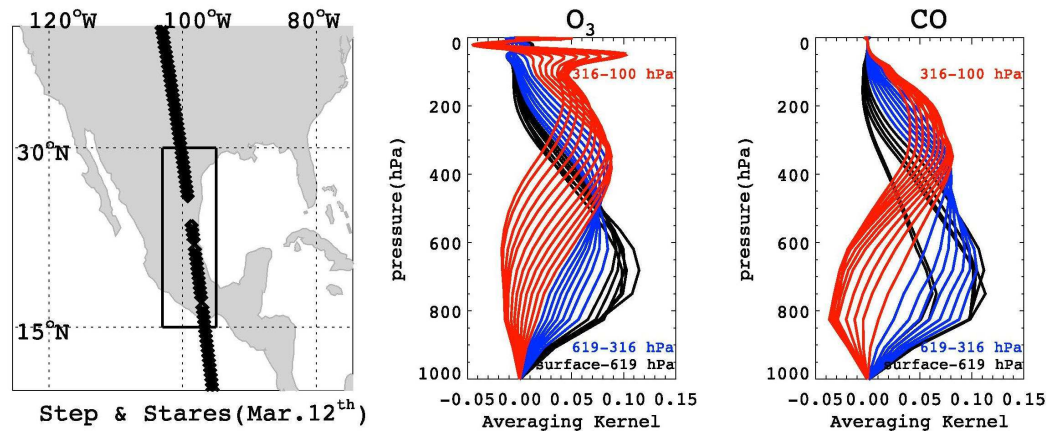 120°W 100°W 80°W
30°N
15°N
Step & Stares(Mar.12th)
O3
0
200
400
600
800
1000
pressure(hPa)
316-100 hPa
619-316 hPa
surface-619 hPa
-0.05 0.0 0.05 0.10 0.15
Averaging Kernel
CO
0
200
400
600
800
1000
pressure(hPa)
316-100 hPa
619-316 hPa
surface-619 hPa
-0.05 0.0 0.05 0.10 0.15
Averaging Kernel